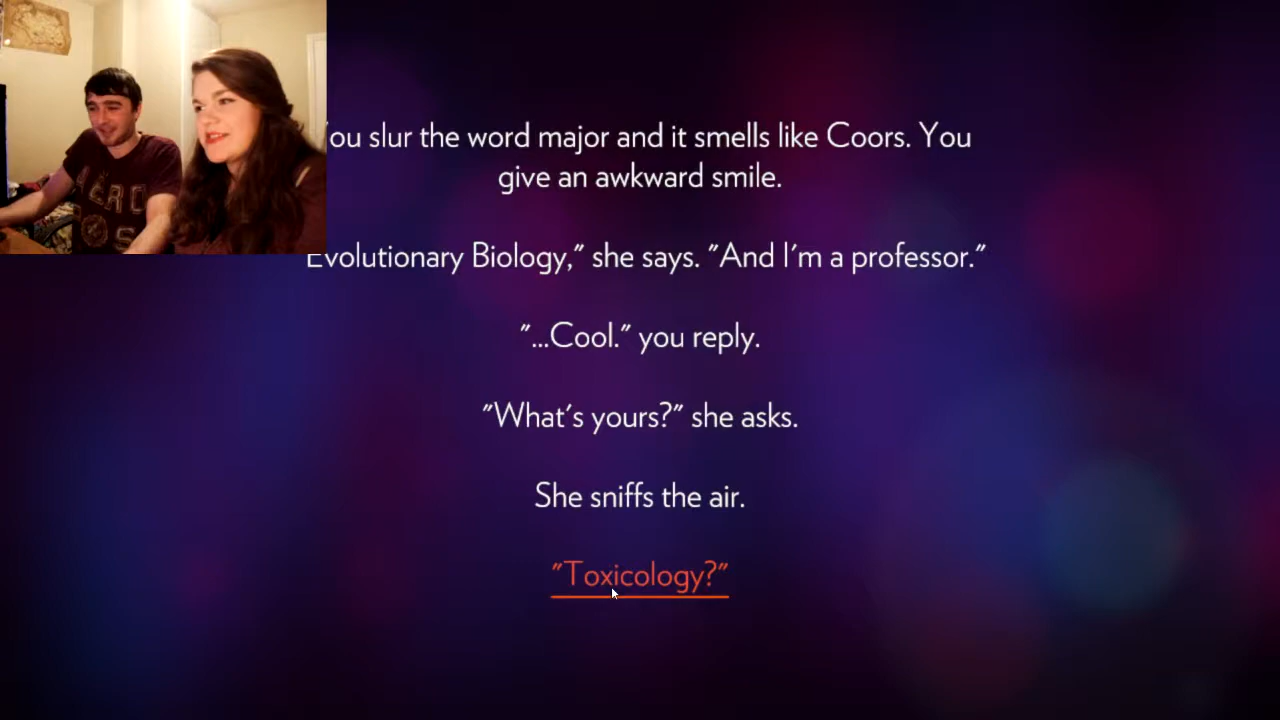 You slur the word major and it smells like Coors. You
give an awkward smile.
Evolutionary Biology," she says. "And I'm a professor."
"...Cool." you reply.
"What's yours?" she asks.
She sniffs the air.
"Toxicology?"